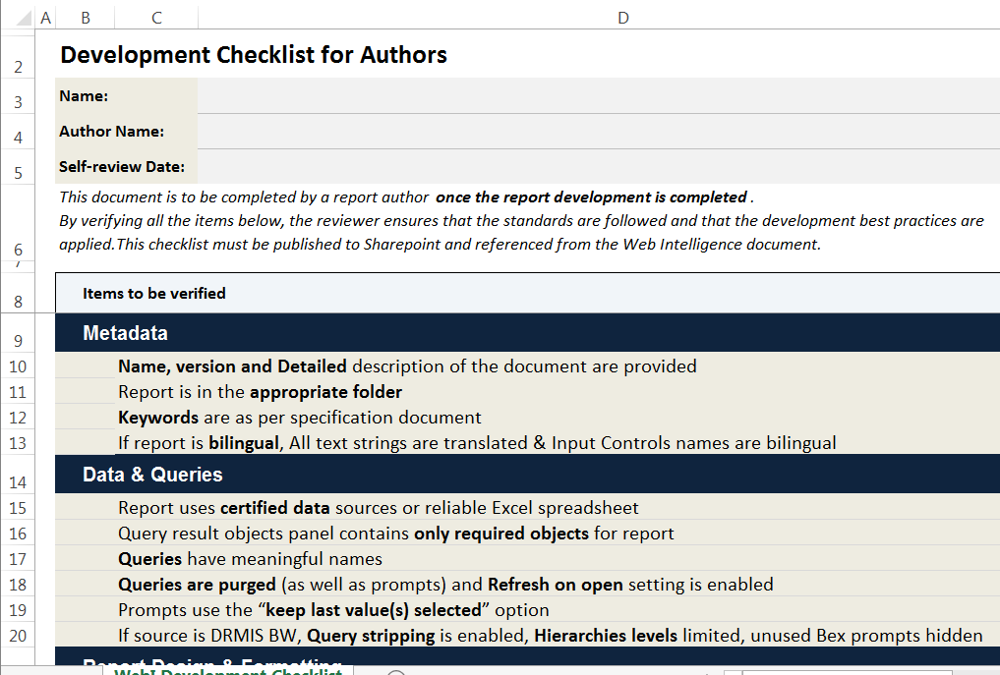 A B C D
2 Development Checklist for Authors
3 Name:
4 Author Name:
5 Self-review Date:
This document is to be completed by a report author once the report development is completed .
By verifying all the items below, the reviewer ensures that the standards are followed and that the development best practices are
6 applied.This checklist must be published to Sharepoint and referenced from the Web Intelligence document.
7
8 Items to be verified
9 Metadata
10 Name, version and Detailed description of the document are provided
11 Report is in the appropriate folder
12 Keywords are as per specification document
13 If report is bilingual, All text strings are translated & Input Controls names are bilingual
14 Data & Queries
15 Report uses certified data sources or reliable Excel spreadsheet
16 Query result objects panel contains only required objects for report
17 Queries have meaningful names
18 Queries are purged (as well as prompts) and Refresh on open setting is enabled
19 Prompts use the “keep last value(s) selected” option
20 If source is DRMIS BW, Query stripping is enabled, Hierarchies levels limited, unused Bex prompts hidden
Report Design & Formatting
WebI Development Checklist